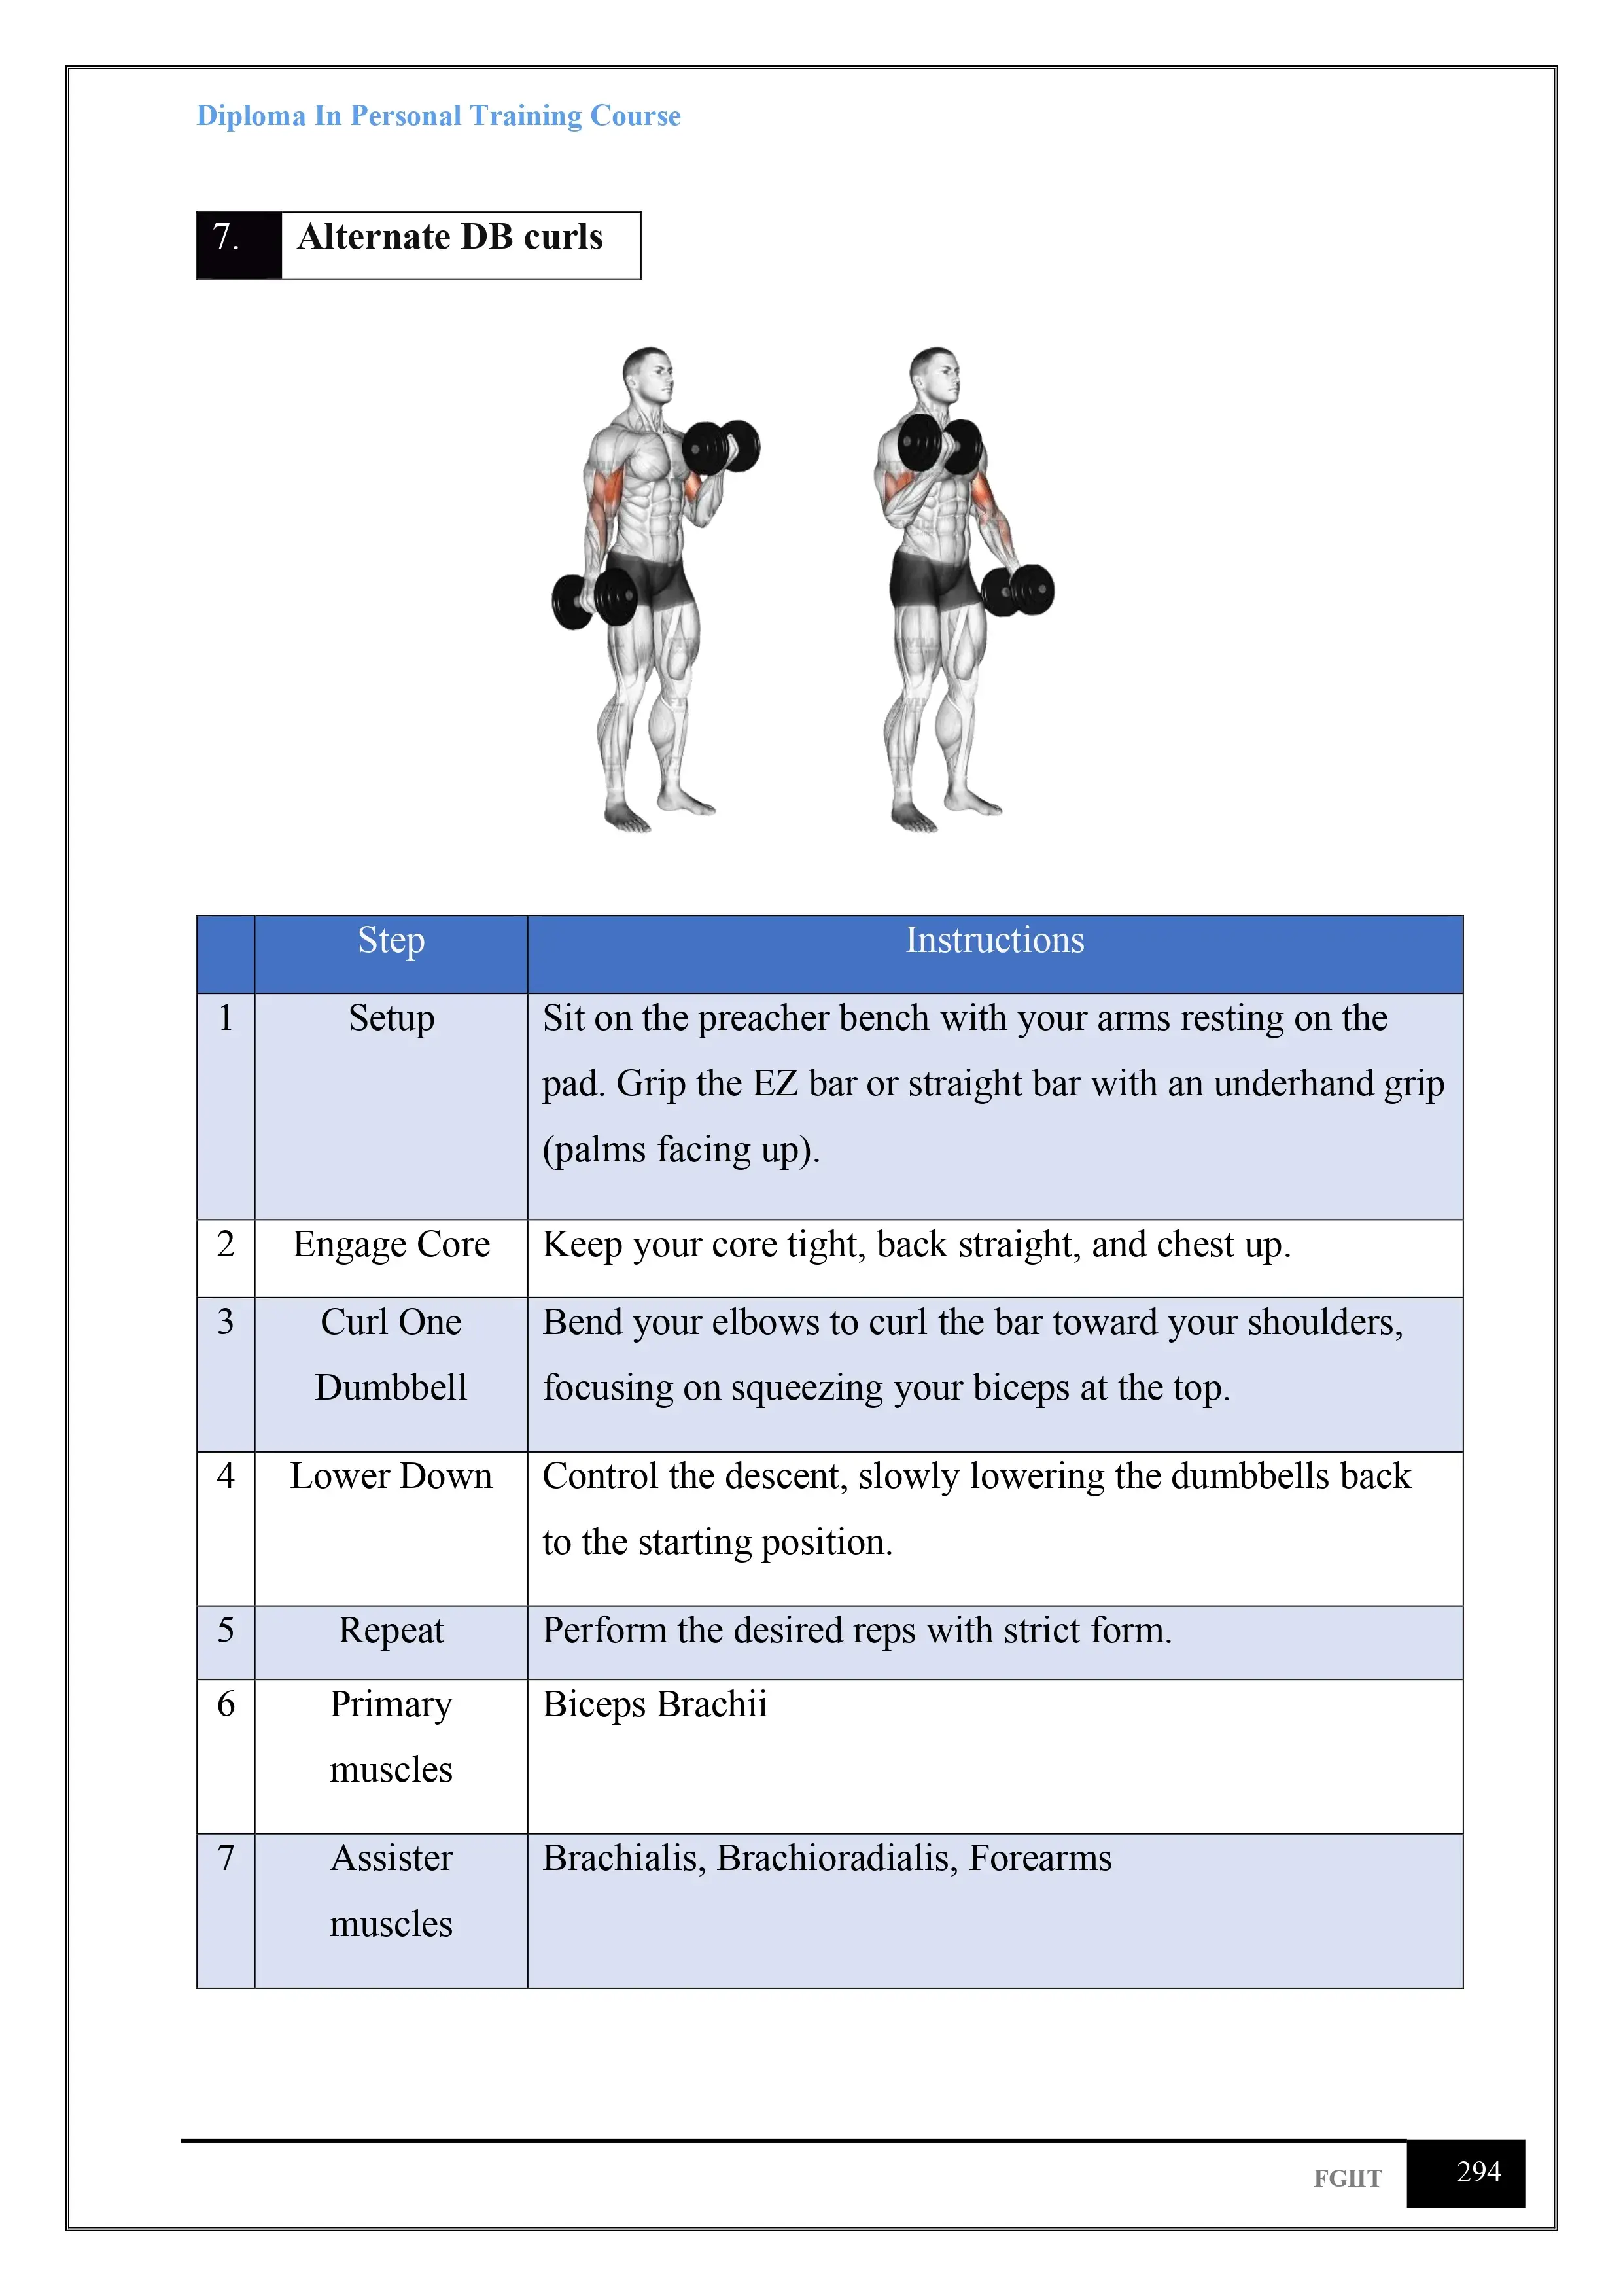 Diploma In Personal Training Course
7. Alternate DB curls
Step Instructions
1 Setup Sit on the preacher bench with your arms resting on the
pad. Grip the EZ bar or straight bar with an underhand grip
(palms facing up).
2 Engage Core Keep your core tight, back straight, and chest up.
3 Curl One Bend your elbows to curl the bar toward your shoulders,
Dumbbell focusing on squeezing your biceps at the top.
4 Lower Down Control the descent, slowly lowering the dumbbells back
to the starting position.
5 Repeat Perform the desired reps with strict form.
6 Primary Biceps Brachii
muscles
7 Assister Brachialis, Brachioradialis, Forearms
muscles
FGIIT 294